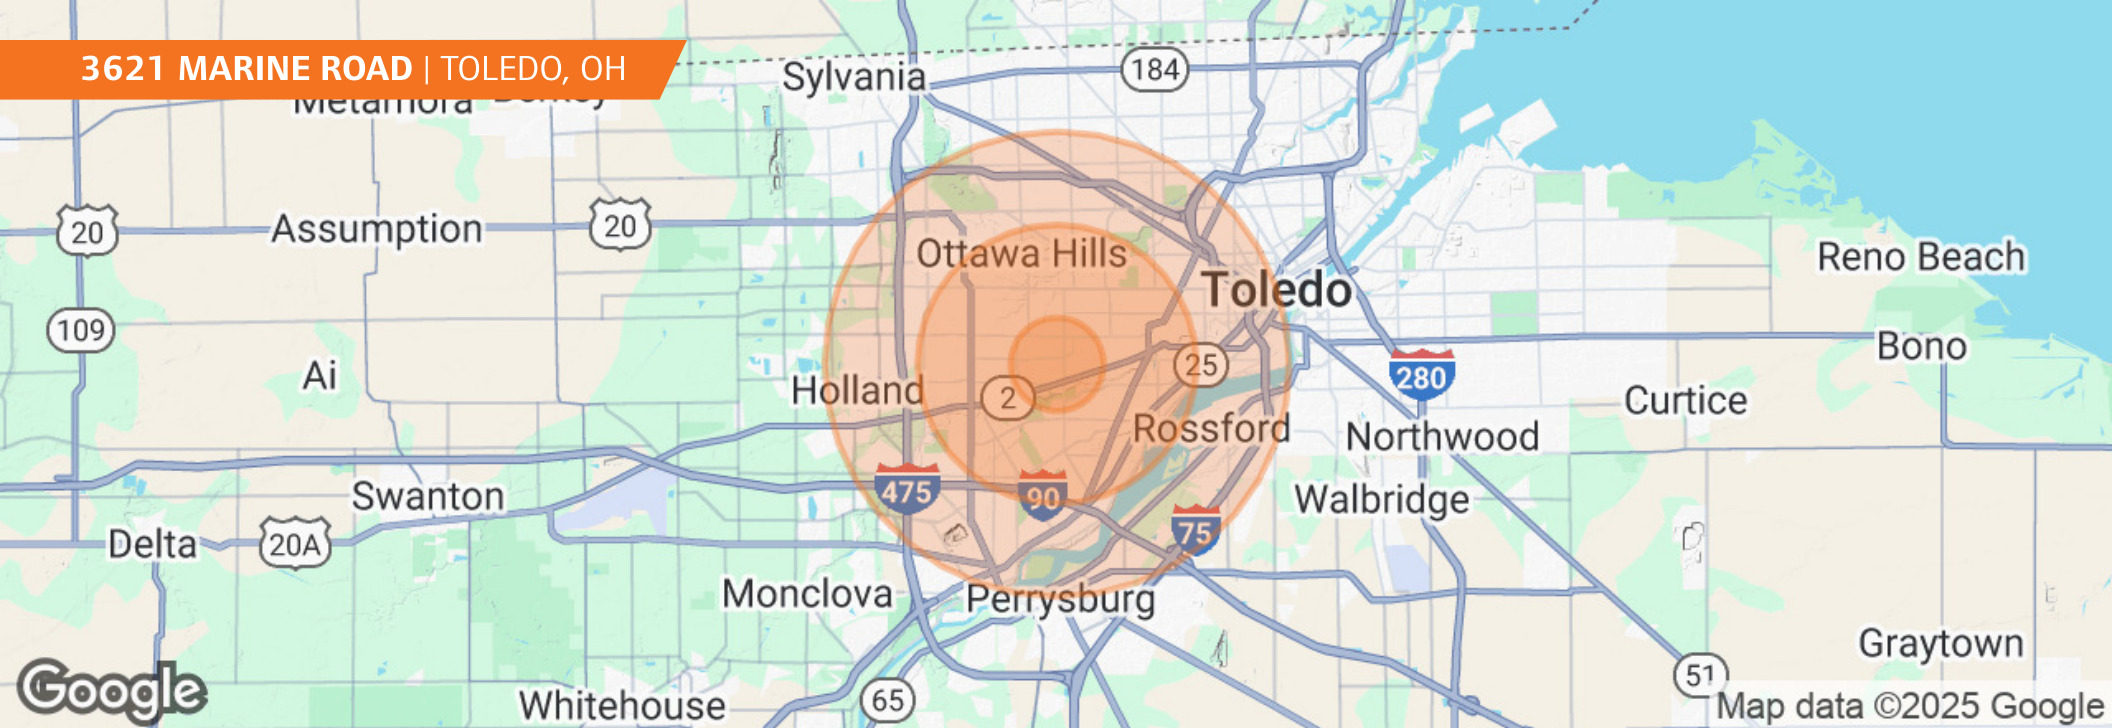 3621 MARINE ROAD | TOLEDO, OH
Sylvania
184
Metamora
Berkey
20
Assumption
20
Ottawa Hills
Reno Beach
Toledo
109
Ai
Holland
2
25
280
Bono
Curtice
Rossford
Northwood
475
90
75
Swanton
Walbridge
Delta
20A
Monclova
Perrysburg
Graytown
51
65
Whitehouse
Google
Map data ©2025 Google